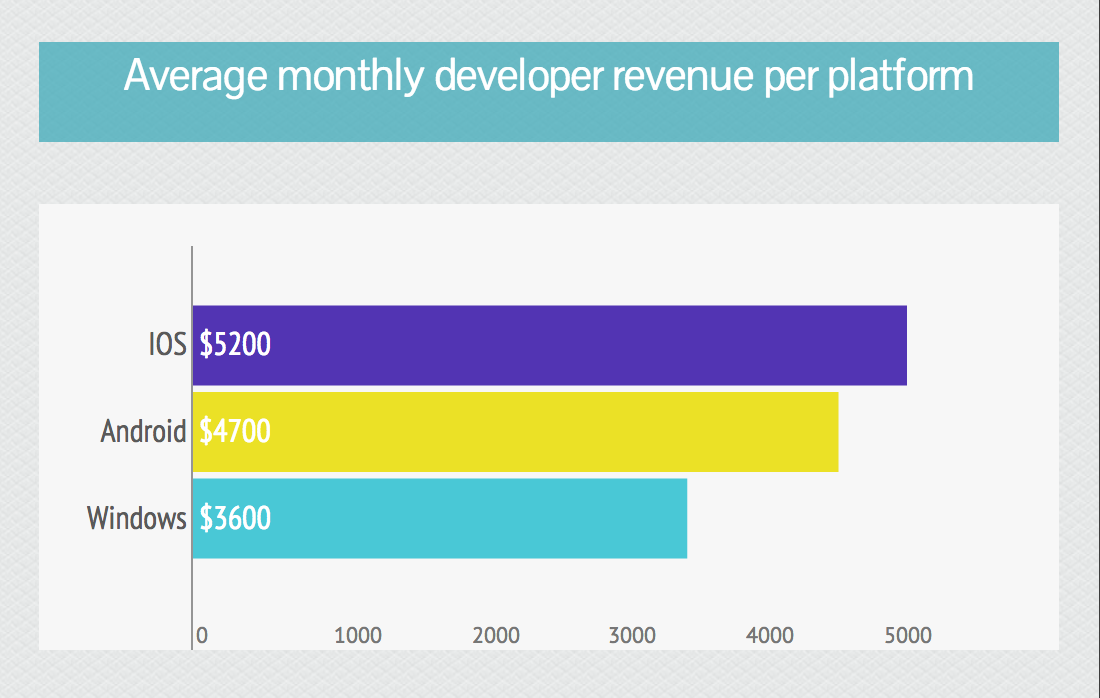 Average monthly developer revenue per platform
IOS $5200
Android $4700
Windows $3600
0 1000 2000 3000 4000 5000